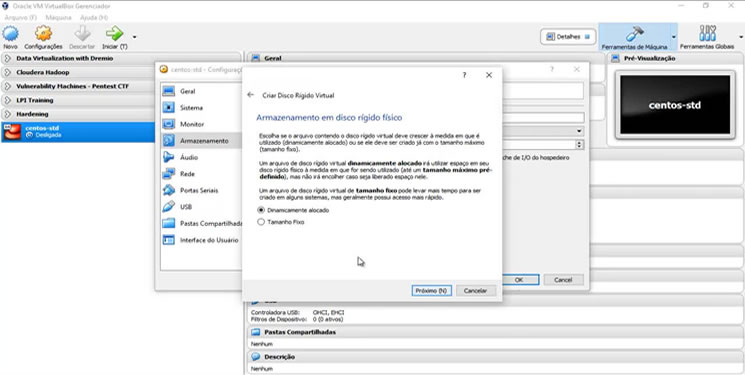 Oracle VM VirtualBox Gerenciador
Arquivo (F) Máquina Ajuda (H)
Novo Configurações Descartar Iniciar (T)
Detalhes
Ferramentas de Máquina Ferramentas Globais
Data Virtualization with Dremio
Cloudera Hadoop
Vulnerability Machines - Pentest CTF
LPI Training
Hardening
centos-std
Desligada
Geral
Pré-Visualização
centos-std
centos-std - Configuraç
Geral
Sistema
Monitor
Armazenamento
Áudio
Rede
Portas Seriais
USB
Pastas Compartilhada
Interface do Usuário
che de I/O do hospedeiro
OK Cancel
Criar Disco Rígido Virtual
Armazenamento em disco rígido físico
Escolha se o arquivo contendo o disco rígido virtual deve crescer à medida em que é
utilizado (dinamicamente alocado) ou se ele deve ser criado já com o tamanho máximo
(tamanho fixo).
Um arquivo de disco rígido virtual dinamicamente alocado irá utilizar espaço em seu
disco rígido físico à medida em que for sendo utilizado (até um tamanho máximo pré-
definido), mas não irá encolher caso seja liberado espaço nele.
Um arquivo de disco rígido virtual de tamanho fixo pode levar mais tempo para ser
criado em alguns sistemas, mas geralmente possui acesso mais rápido.
Dinamicamente alocado
Tamanho Fixo
Próximo (N) Cancelar
Controladora USB: OHCI, EHCI
Filtros de Dispositivo: 0 (0 ativos)
Pastas Compartilhadas
Nenhum
Descrição
Nenhum